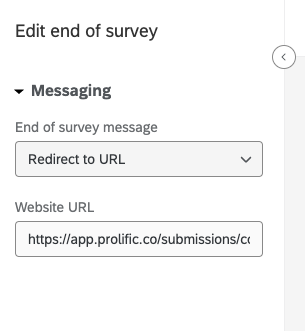 Edit end of survey
Messaging
End of survey message
Redirect to URL
Website URL
https://app.prolific.co/submissions/co